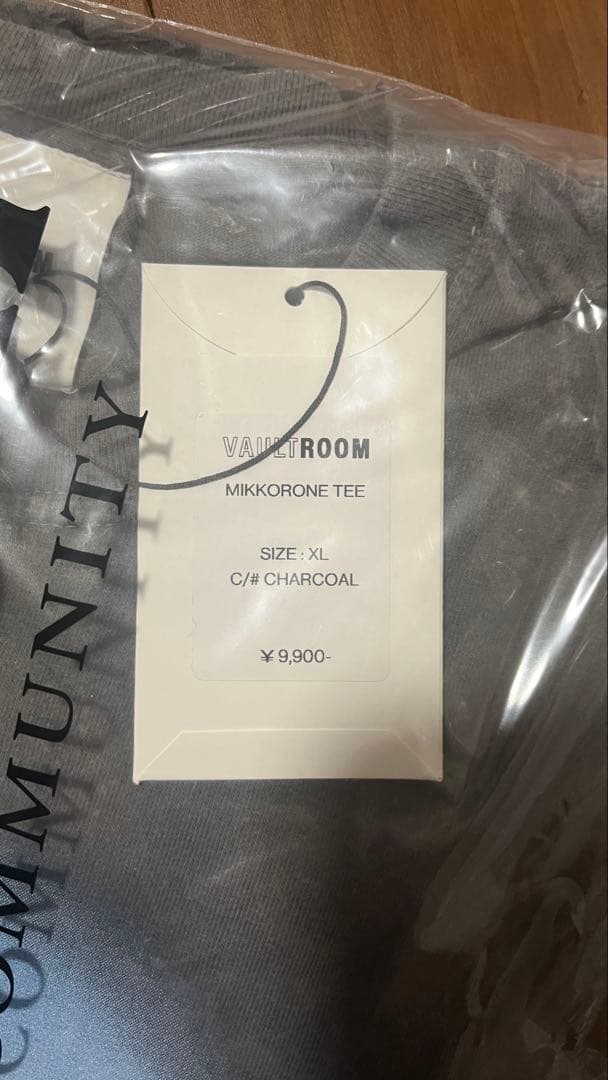 VAULTROOM
MIKKORONE TEE
SIZE : XL
C/# CHARCOAL
¥ 9,900-
COMMUNITY